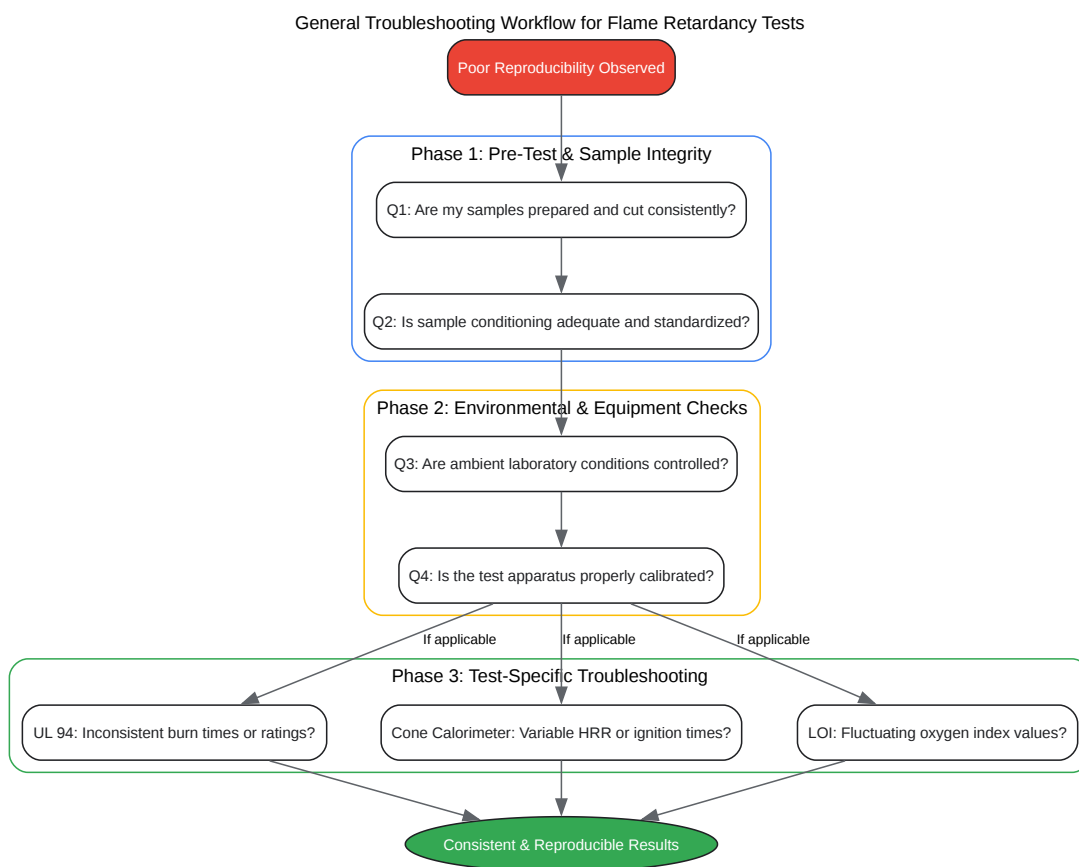 General Troubleshooting Workflow for Flame Retardancy Tests
Poor Reproducibility Observed
Phase 1: Pre-Test & Sample Integrity
Q1: Are my samples prepared and cut consistently?
Q2: Is sample conditioning adequate and standardized?
Phase 2: Environmental & Equipment Checks
Q3: Are ambient laboratory conditions controlled?
Q4: Is the test apparatus properly calibrated?
If applicable
If applicable
If applicable
Phase 3: Test-Specific Troubleshooting
UL 94: Inconsistent burn times or ratings?
Cone Calorimeter: Variable HRR or ignition times?
LOI: Fluctuating oxygen index values?
Consistent & Reproducible Results